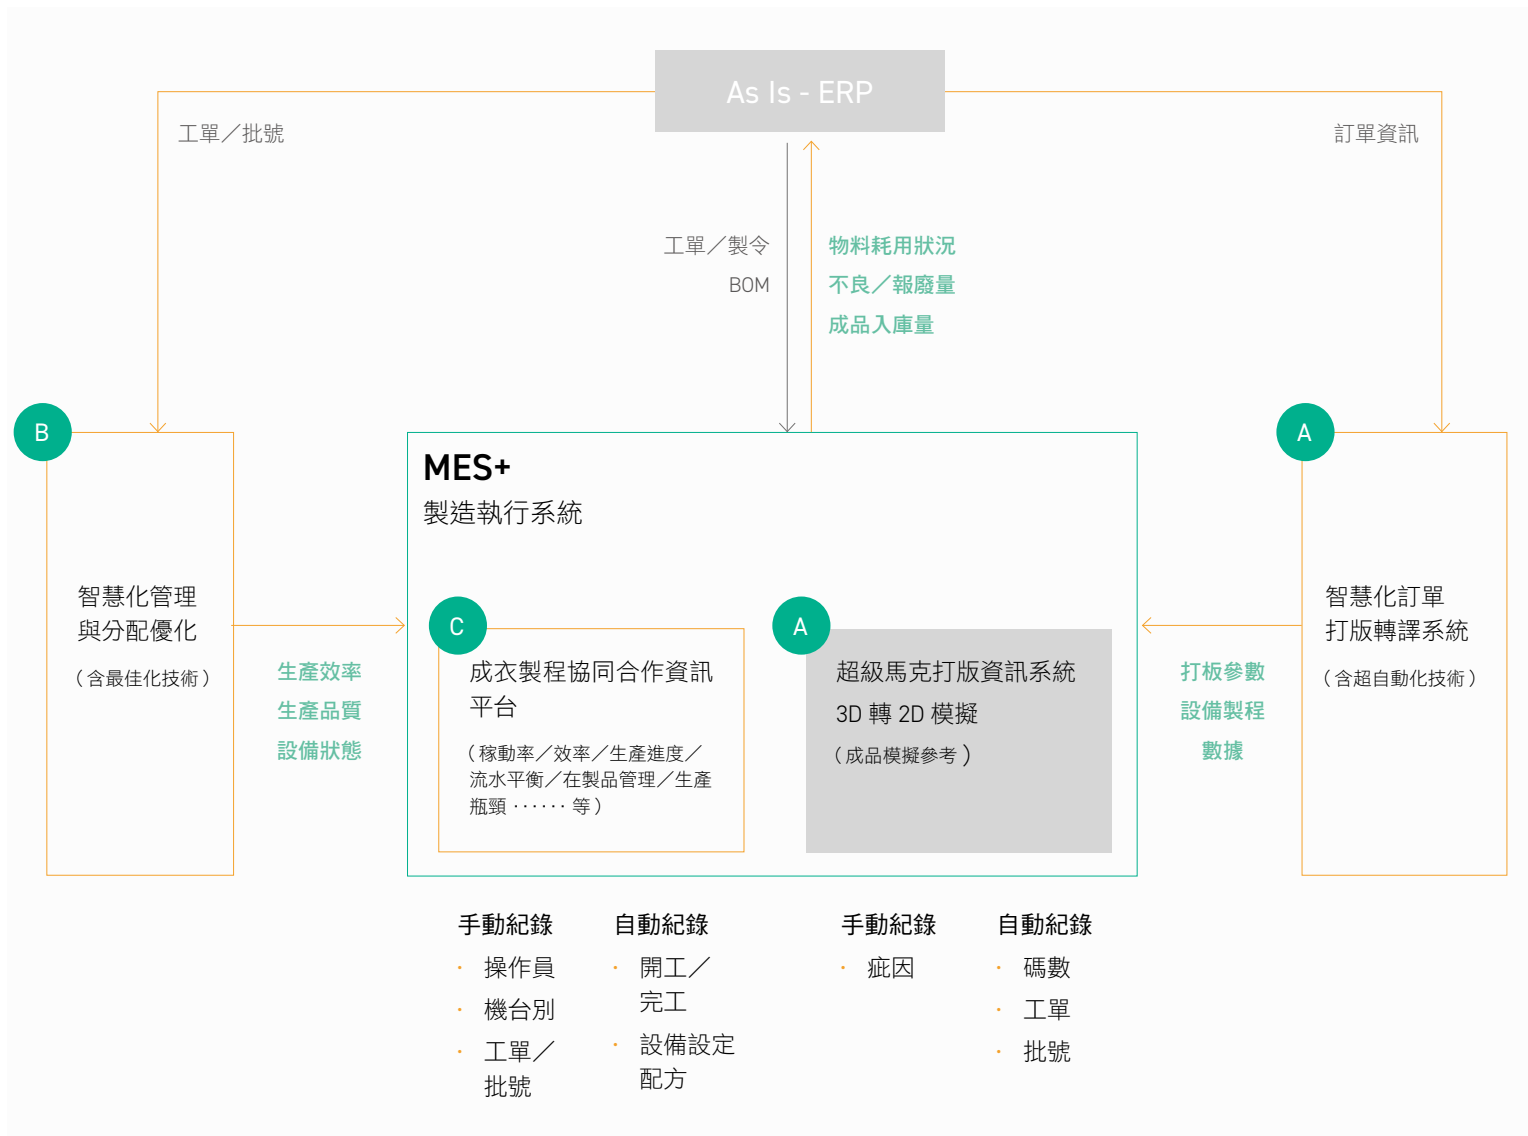 As Is - ERP
工單／批號
訂單資訊
工單／製令
BOM
物料耗用狀況
不良／報廢量
成品入庫量
B
智慧化管理
與分配優化
（含最佳化技術）
生產效率
生產品質
設備狀態
MES+
製造執行系統
C
成衣製程協同合作資訊
平台
（稼動率／效率／生產進度／
流水平衡／在製品管理／生產
瓶頸 ······ 等）
A
超級馬克打版資訊系統
3D 轉 2D 模擬
（成品模擬參考）
打板參數
設備製程
數據
A
智慧化訂單
打版轉譯系統
（含超自動化技術）
手動紀錄
· 操作員
· 機台別
· 工單／
批號
自動紀錄
· 開工／
完工
· 設備設定
配方
手動紀錄
· 疵因
自動紀錄
· 碼數
· 工單
· 批號